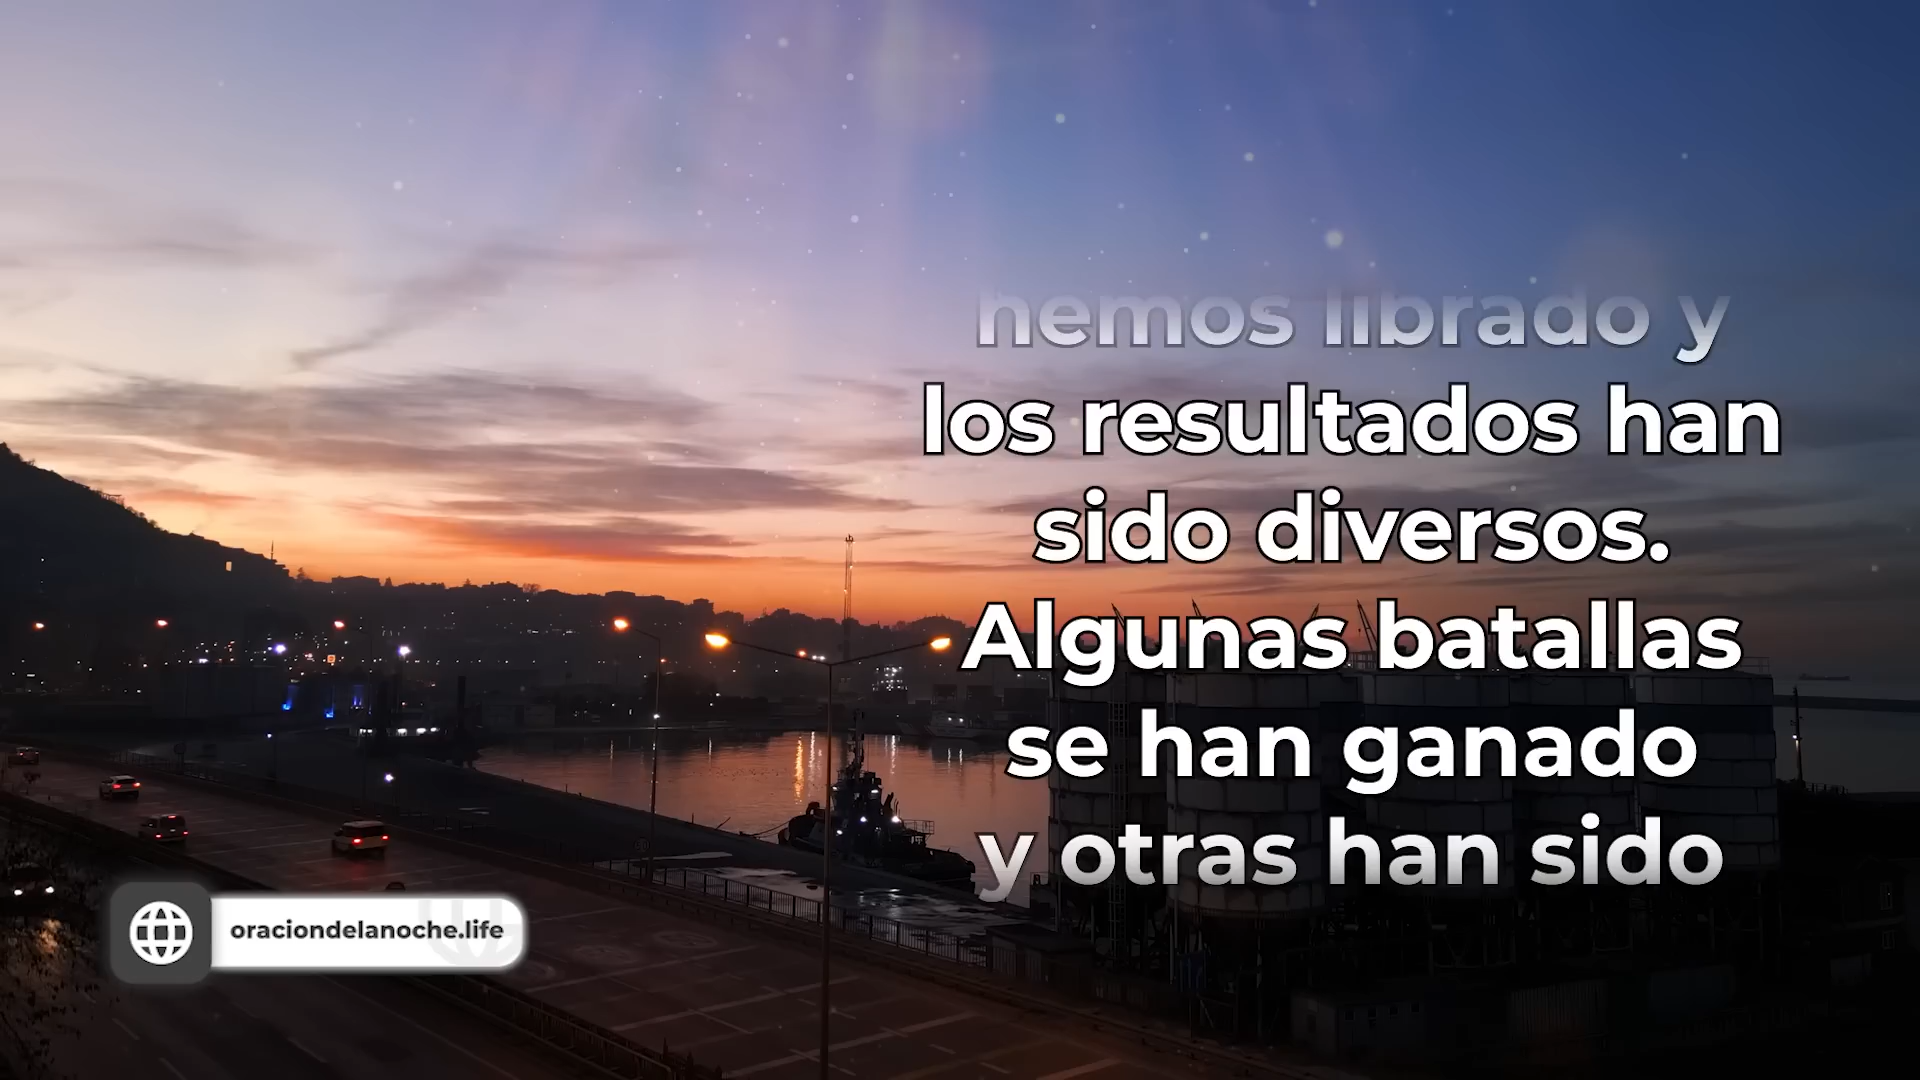 hemos librado y
los resultados han
sido diversos.
Algunas batallas
se han ganado
y otras han sido
oraciondelanoche.life